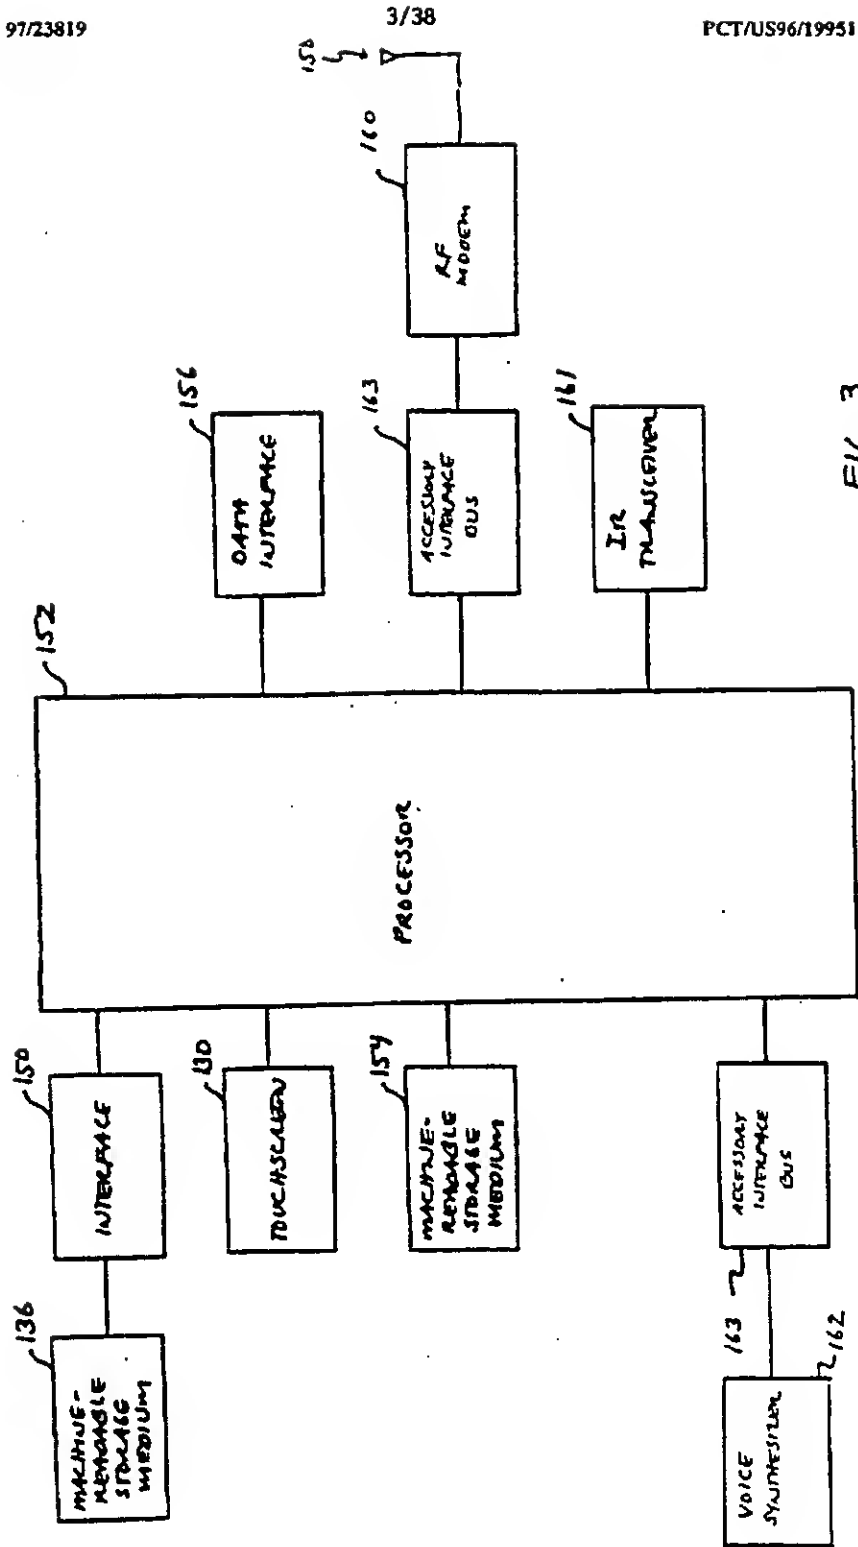 97/23819
3/38
PCT/US96/19951
158
160
RF
MODEM
156
DATA
INTERFACE
163
ACCESSORY
INTERFACE
BUS
161
IR
TRANSCEIVER
FIG. 3
152
PROCESSOR
150
INTERFACE
130
TOUCHSCREEN
154
MACHINE-
READABLE
STORAGE
MEDIUM
ACCESSORY
INTERFACE
BUS
136
MACHINE-
READABLE
STORAGE
MEDIUM
163
162
VOICE
SYNTHESIZER